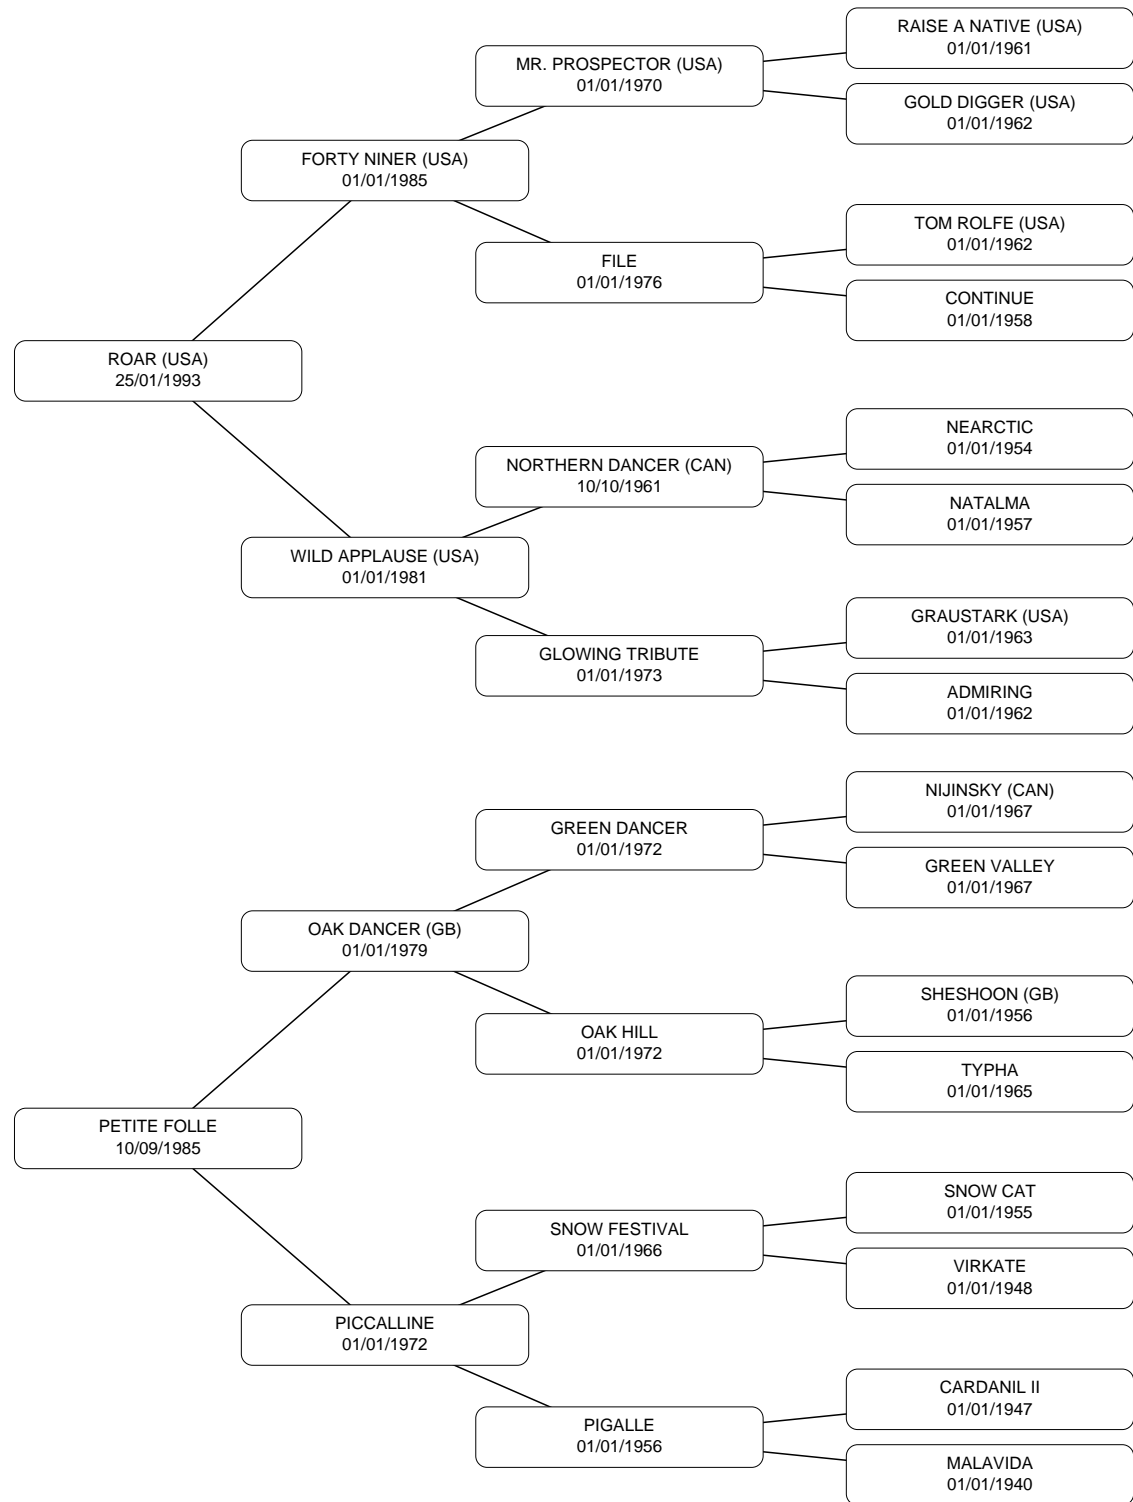 RAISE A NATIVE (USA)
01/01/1961
MR. PROSPECTOR (USA)
01/01/1970
GOLD DIGGER (USA)
01/01/1962
FORTY NINER (USA)
01/01/1985
TOM ROLFE (USA)
01/01/1962
FILE
01/01/1976
CONTINUE
01/01/1958
ROAR (USA)
25/01/1993
NEARCTIC
01/01/1954
NORTHERN DANCER (CAN)
10/10/1961
NATALMA
01/01/1957
WILD APPLAUSE (USA)
01/01/1981
GRAUSTARK (USA)
01/01/1963
GLOWING TRIBUTE
01/01/1973
ADMIRING
01/01/1962
NIJINSKY (CAN)
01/01/1967
GREEN DANCER
01/01/1972
GREEN VALLEY
01/01/1967
OAK DANCER (GB)
01/01/1979
SHESHOON (GB)
01/01/1956
OAK HILL
01/01/1972
TYPHA
01/01/1965
PETITE FOLLE
10/09/1985
SNOW CAT
01/01/1955
SNOW FESTIVAL
01/01/1966
VIRKATE
01/01/1948
PICCALLINE
01/01/1972
CARDANIL II
01/01/1947
PIGALLE
01/01/1956
MALAVIDA
01/01/1940